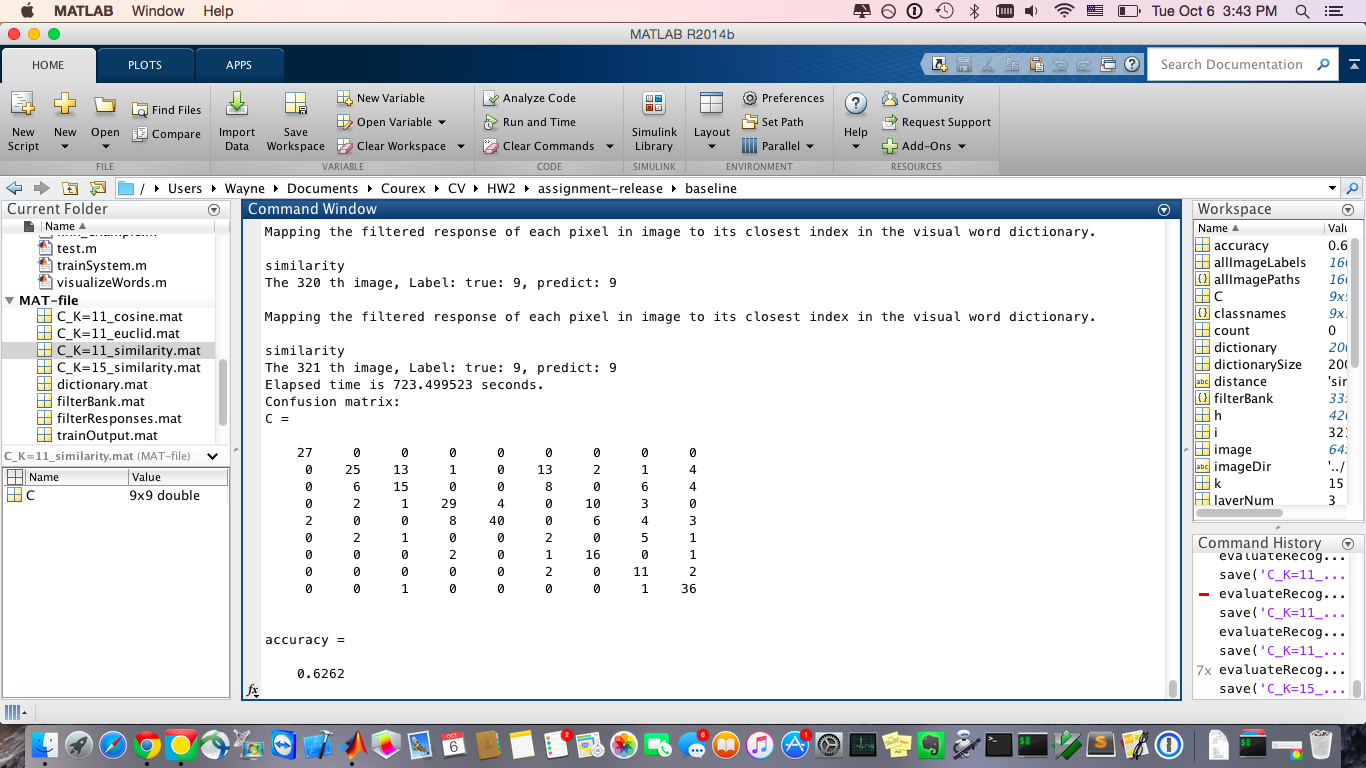 MATLAB Window Help Tue Oct 6 3:43 PM
MATLAB R2014b
HOME PLOTS APPS Search Documentation
New Script
New
Open
Find Files
Compare
FILE
Import Data
Save Workspace
New Variable
Open Variable
Clear Workspace
VARIABLE
Analyze Code
Run and Time
Clear Commands
CODE
Simulink Library
SIMULINK
Layout
Preferences
Set Path
Parallel
ENVIRONMENT
Help
Community
Request Support
Add-Ons
RESOURCES
/ Users Wayne Documents Courex CV HW2 assignment-release baseline
Current Folder
Name
test.m
trainSystem.m
visualizeWords.m
MAT-file
C_K=11_cosine.mat
C_K=11_euclid.mat
C_K=11_similarity.mat
C_K=15_similarity.mat
dictionary.mat
filterBank.mat
filterResponses.mat
trainOutput.mat
C_K=11_similarity.mat (MAT-file)
Name Value
C 9x9 double
Command Window
Mapping the filtered response of each pixel in image to its closest index in the visual word dictionary.
similarity
The 320 th image, Label: true: 9, predict: 9
Mapping the filtered response of each pixel in image to its closest index in the visual word dictionary.
similarity
The 321 th image, Label: true: 9, predict: 9
Elapsed time is 723.499523 seconds.
Confusion matrix:
C =
27 0 0 0 0 0 0 0 0
0 25 13 1 0 13 2 1 4
0 6 15 0 0 8 0 6 4
0 2 1 29 4 0 10 3 0
2 0 0 8 40 0 6 4 3
0 2 1 0 0 2 0 5 1
0 0 0 2 0 1 16 0 1
0 0 0 0 0 2 0 11 2
0 0 1 0 0 0 0 1 36
accuracy =
0.6262
fx
Workspace
Name Valu
accuracy 0.6
allImageLabels 160
allImagePaths 160
C 9x
classnames 9x
count 0
dictionary 200
dictionarySize 200
distance 'sin
filterBank 33
h 420
i 321
image 64
imageDir '../
k 15
layerNum 3
Command History
evaluateRecog...
save('C_K=11_...
evaluateRecog...
save('C_K=11_...
evaluateRecog...
save('C_K=11_...
7x evaluateRecog...
save('C_K=15_...
OCT
6
2
6
1